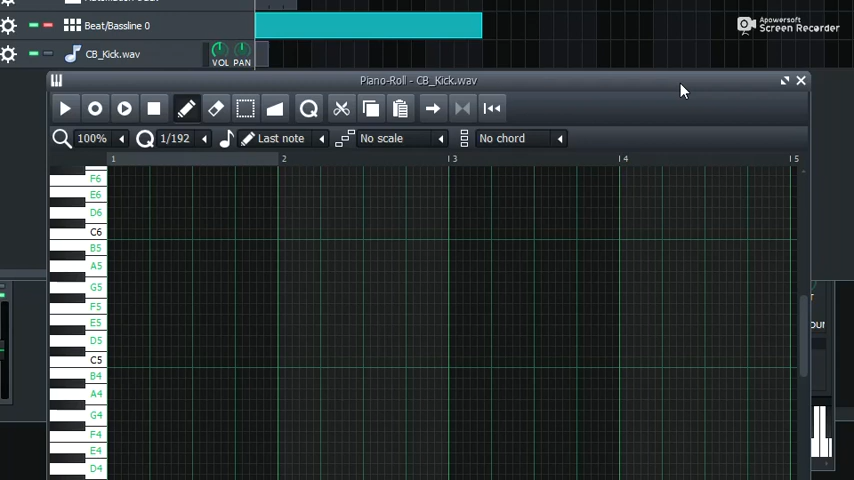 Beat/Bassline 0
Apowersoft
Screen Recorder
CB_Kick.wav
VOL PAN
Piano-Roll - CB_Kick.wav
100%
1/192
Last note
No scale
No chord
1
2
3
4
5
F6
E6
D6
C6
B5
A5
G5
F5
E5
D5
C5
B4
A4
G4
F4
E4
D4